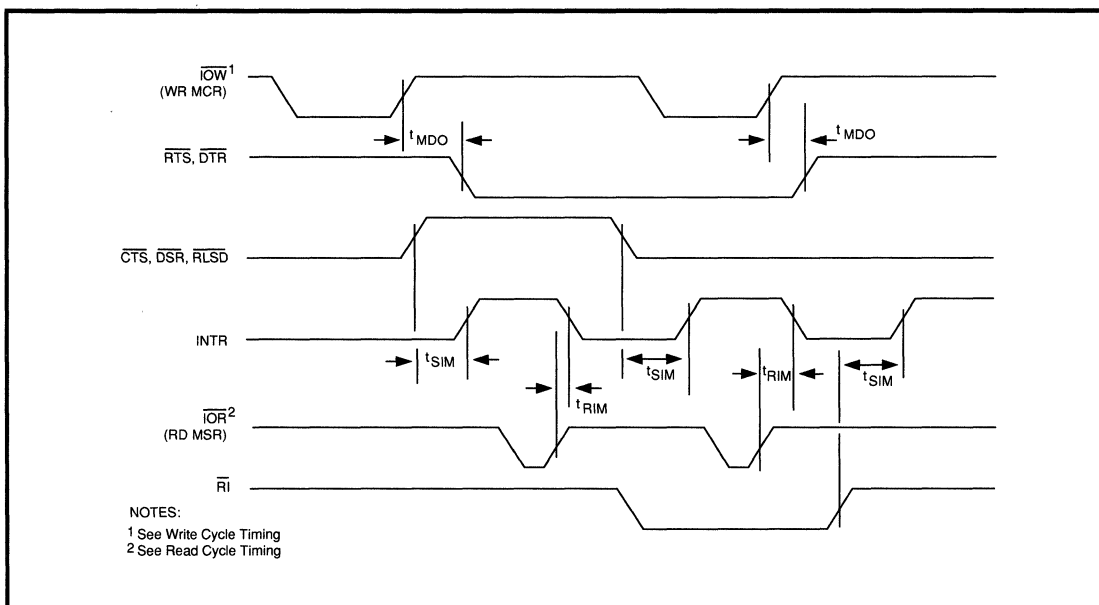 IOW1
(WR MCR)
tMDO
tMDO
RTS, DTR
CTS, DSR, RLSD
INTR
tSIM
tSIM
tRIM
tSIM
tRIM
IOR2
(RD MSR)
RI
NOTES:
1 See Write Cycle Timing
2 See Read Cycle Timing